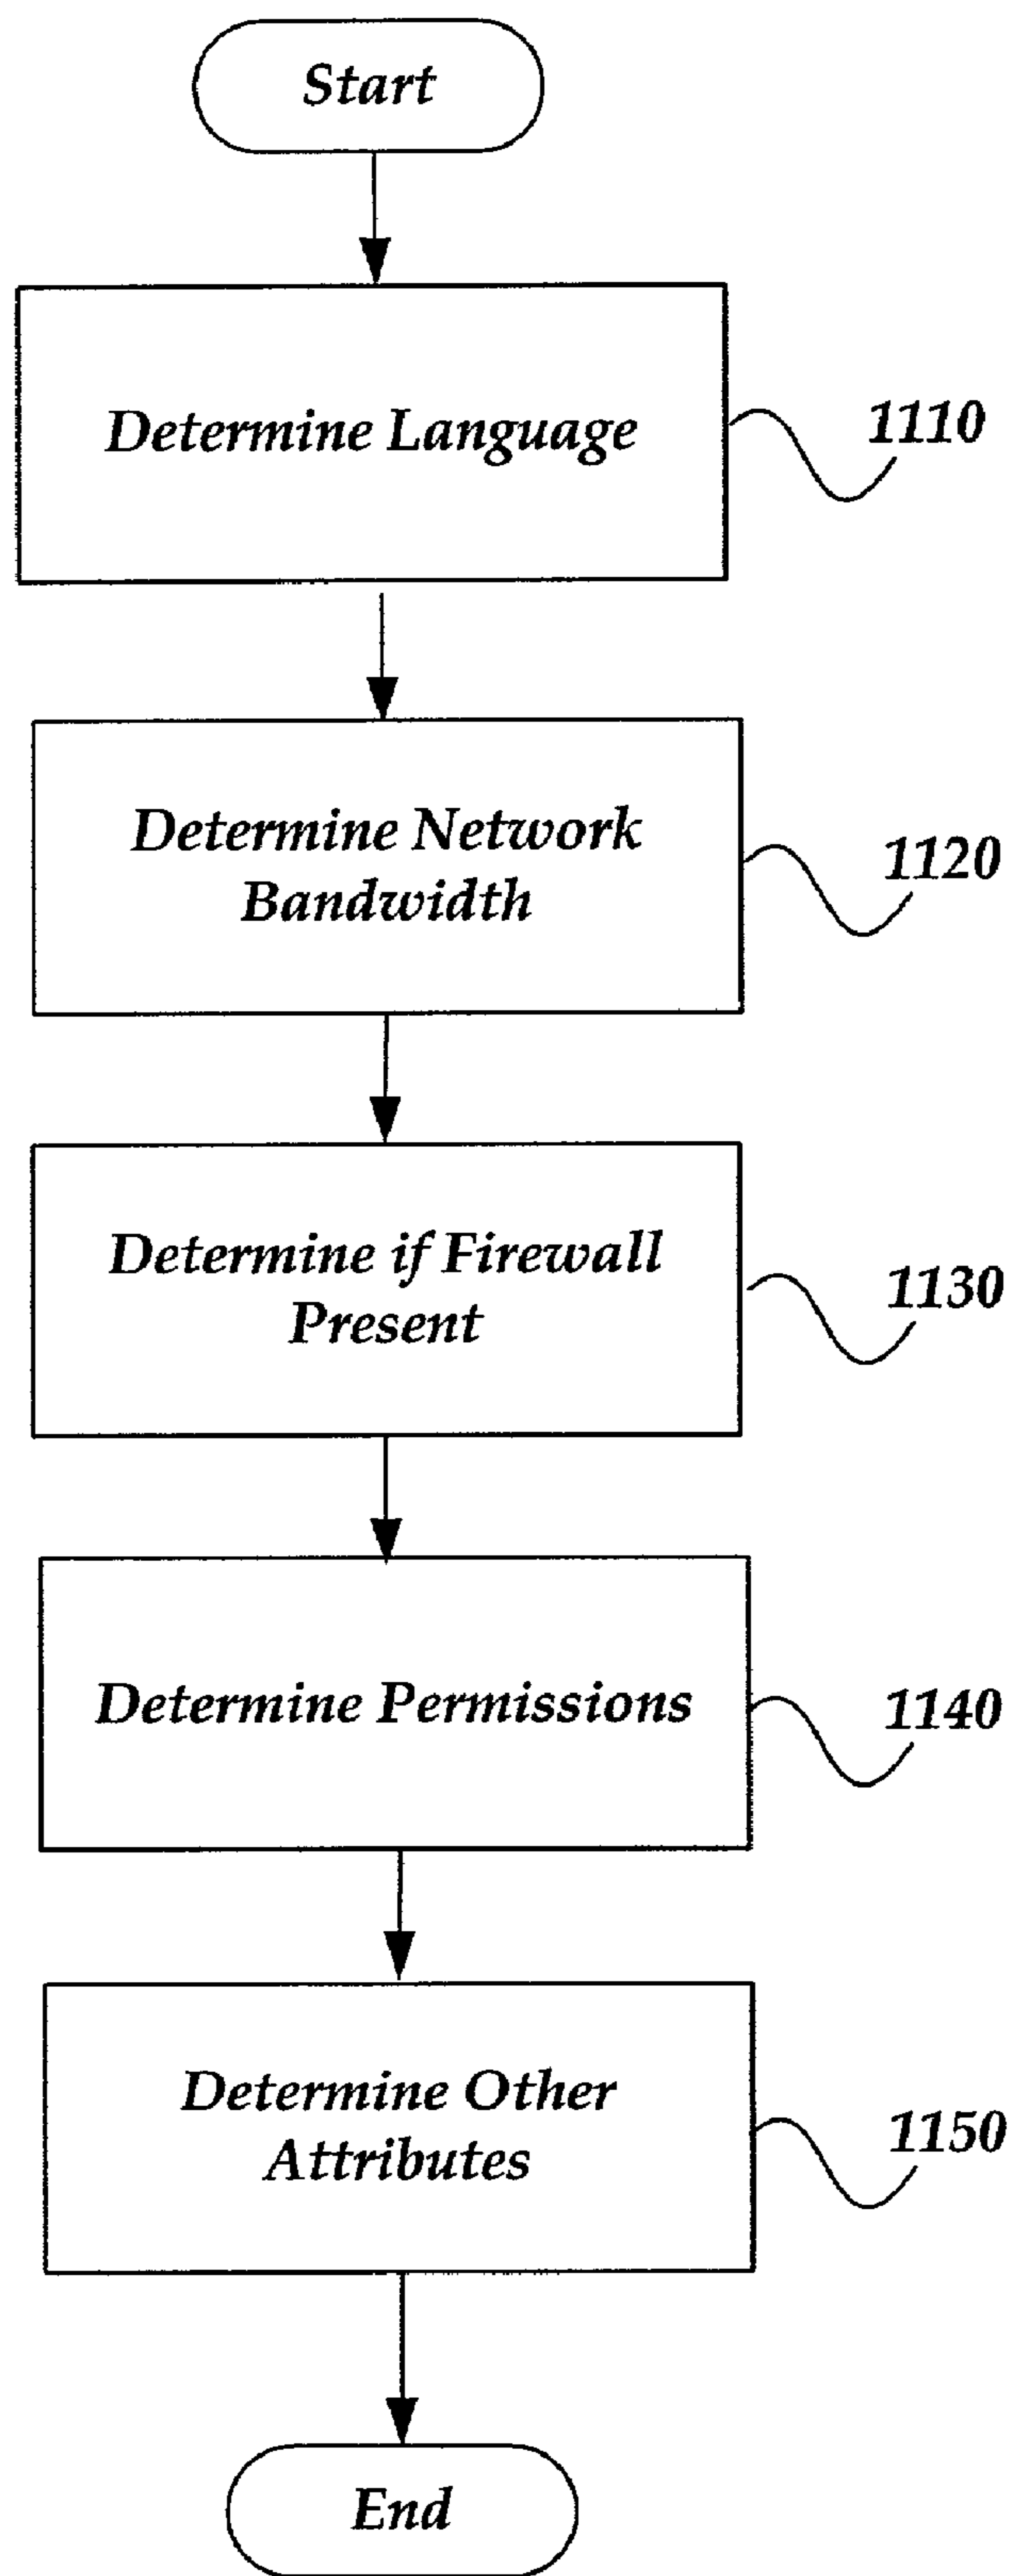 Start
Determine Language
1110
Determine Network
Bandwidth
1120
Determine if Firewall
Present
1130
Determine Permissions
1140
Determine Other
Attributes
1150
End